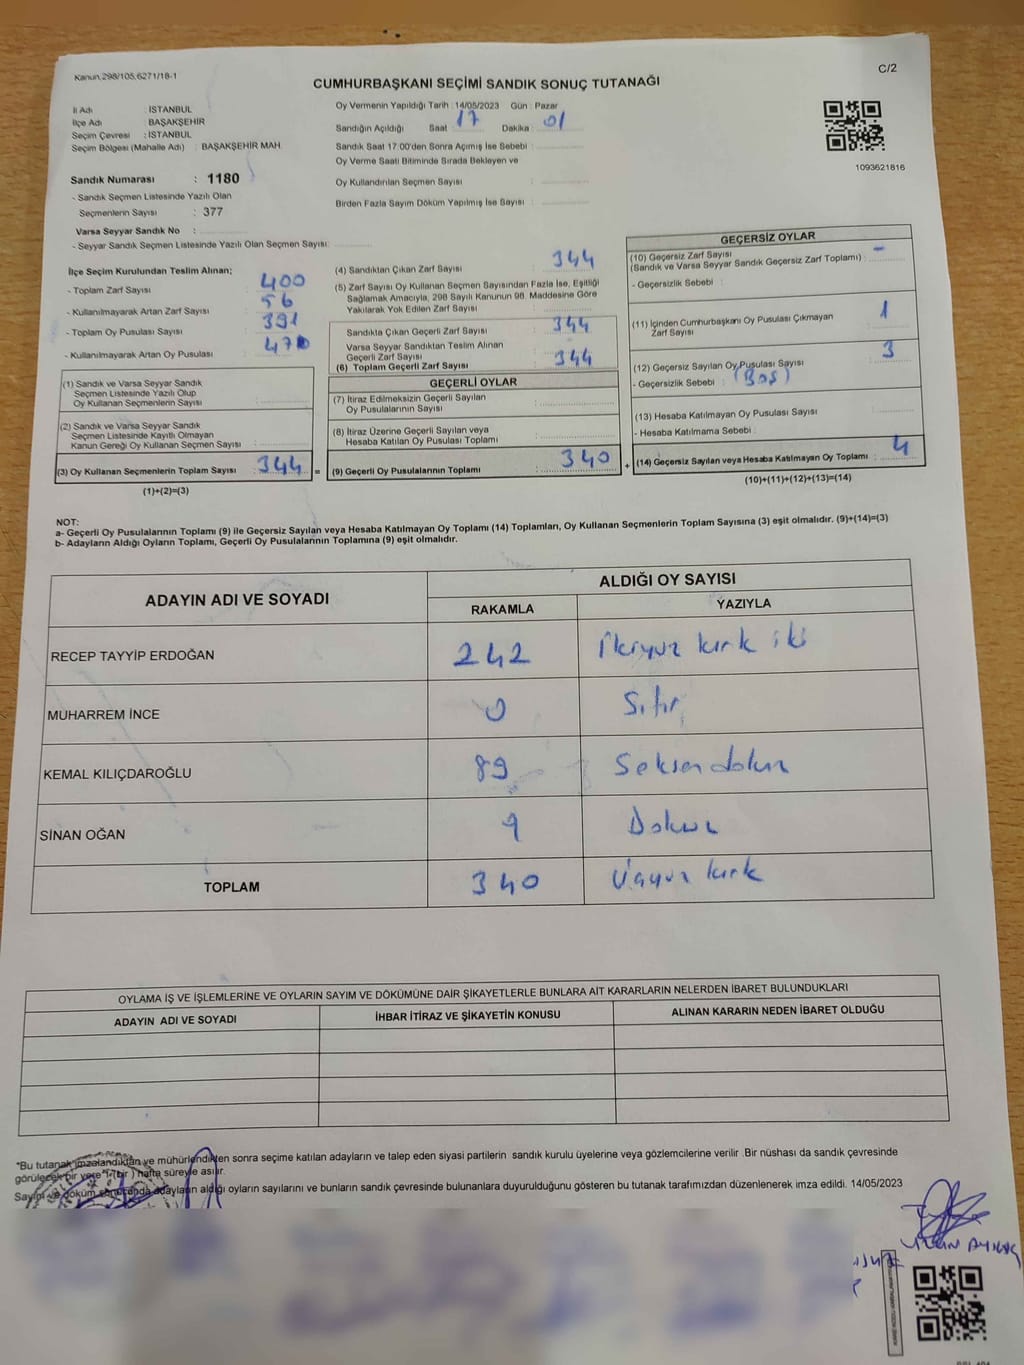 Kanun.298/105,6271/18-1
C/2
CUMHURBAŞKANI SEÇİMİ SANDIK SONUÇ TUTANAĞI
İl Adı : İSTANBUL
İlçe Adı : BAŞAKŞEHİR
Seçim Çevresi : İSTANBUL
Seçim Bölgesi (Mahalle Adı) : BAŞAKŞEHİR MAH
Oy Vermenin Yapıldığı Tarih : 14/05/2023 Gün : Pazar
Sandığın Açıldığı Saat 17 Dakika : 01
Sandık Saat 17:00'den Sonra Açımış İse Sebebi :
Oy Verme Saati Bitiminde Sırada Bekleyen ve
Oy Kullandırılan Seçmen Sayısı :
Birden Fazla Sayım Döküm Yapılmış İse Sayısı :
1093621816
Sandık Numarası : 1180
- Sandık Seçmen Listesinde Yazılı Olan
Seçmenlerin Sayısı : 377
Varsa Seyyar Sandık No :
- Seyyar Sandık Seçmen Listesinde Yazılı Olan Seçmen Sayısı:
İlçe Seçim Kurulundan Teslim Alınan;
- Toplam Zarf Sayısı : 400
- Kullanılmayarak Artan Zarf Sayısı : 56
- Toplam Oy Pusulası Sayısı : 391
- Kullanılmayarak Artan Oy Pusulası : 47
(1) Sandık ve Varsa Seyyar Sandık
Seçmen Listesinde Yazılı Olup
Oy Kullanan Seçmenlerin Sayısı :
(2) Sandık ve Varsa Seyyar Sandık
Seçmen Listesinde Kayıtlı Olmayan
Kanun Gereği Oy Kullanan Seçmen Sayısı :
(3) Oy Kullanan Seçmenlerin Toplam Sayısı : 344 =
(1)+(2)=(3)
(4) Sandıktan Çıkan Zarf Sayısı : 344
(5) Zarf Sayısı Oy Kullanan Seçmen Sayısından Fazla İse, Eşitliği
Sağlamak Amacıyla, 298 Sayılı Kanunun 98. Maddesine Göre
Yakılarak Yok Edilen Zarf Sayısı :
Sandıkta Çıkan Geçerli Zarf Sayısı : 344
Varsa Seyyar Sandıktan Teslim Alınan
Geçerli Zarf Sayısı :
(6) Toplam Geçerli Zarf Sayısı : 344
GEÇERLİ OYLAR
(7) İtiraz Edilmeksizin Geçerli Sayılan
Oy Pusulalarının Sayısı :
(8) İtiraz Üzerine Geçerli Sayılan veya
Hesaba Katılan Oy Pusulası Toplamı :
(9) Geçerli Oy Pusulalarının Toplamı : 340 +
GEÇERSİZ OYLAR
(10) Geçersiz Zarf Sayısı -
(Sandık ve Varsa Seyyar Sandık Geçersiz Zarf Toplamı) :
- Geçersizlik Sebebi :
(11) İçinden Cumhurbaşkanı Oy Pusulası Çıkmayan
Zarf Sayısı : 1
(12) Geçersiz Sayılan Oy Pusulası Sayısı : 3
- Geçersizlik Sebebi : (Boş)
(13) Hesaba Katılmayan Oy Pusulası Sayısı :
- Hesaba Katılmama Sebebi :
(14) Geçersiz Sayılan veya Hesaba Katılmayan Oy Toplamı : 4
(10)+(11)+(12)+(13)=(14)
NOT:
a- Geçerli Oy Pusulalarının Toplamı (9) ile Geçersiz Sayılan veya Hesaba Katılmayan Oy Toplamı (14) Toplamları, Oy Kullanan Seçmenlerin Toplam Sayısına (3) eşit olmalıdır. (9)+(14)=(3)
b- Adayların Aldığı Oyların Toplamı, Geçerli Oy Pusulalarının Toplamına (9) eşit olmalıdır.
ADAYIN ADI VE SOYADI ALDIĞI OY SAYISI
RAKAMLA YAZIYLA
RECEP TAYYİP ERDOĞAN 242 İkiyüz kırk iki
MUHARREM İNCE 0 Sıfır
KEMAL KILIÇDAROĞLU 89 Seksen dokuz
SİNAN OĞAN 9 Dokuz
TOPLAM 340 Üçyüz kırk
OYLAMA İŞ VE İŞLEMLERİNE VE OYLARIN SAYIM VE DÖKÜMÜNE DAİR ŞİKAYETLERLE BUNLARA AİT KARARLARIN NELERDEN İBARET BULUNDUKLARI
ADAYIN ADI VE SOYADI İHBAR İTİRAZ VE ŞİKAYETİN KONUSU ALINAN KARARIN NEDEN İBARET OLDUĞU
*Bu tutanak imzalandıktan ve mühürlendikten sonra seçime katılan adayların ve talep eden siyasi partilerin sandık kurulu üyelerine veya gözlemcilerine verilir .Bir nüshası da sandık çevresinde
görülecek bir yere 1 (bir ) hafta süreyle asılır.
Sayım ve döküm sonucunda adayların aldığı oyların sayılarını ve bunların sandık çevresinde bulunanlara duyurulduğunu gösteren bu tutanak tarafımızdan düzenlenerek imza edildi. 14/05/2023